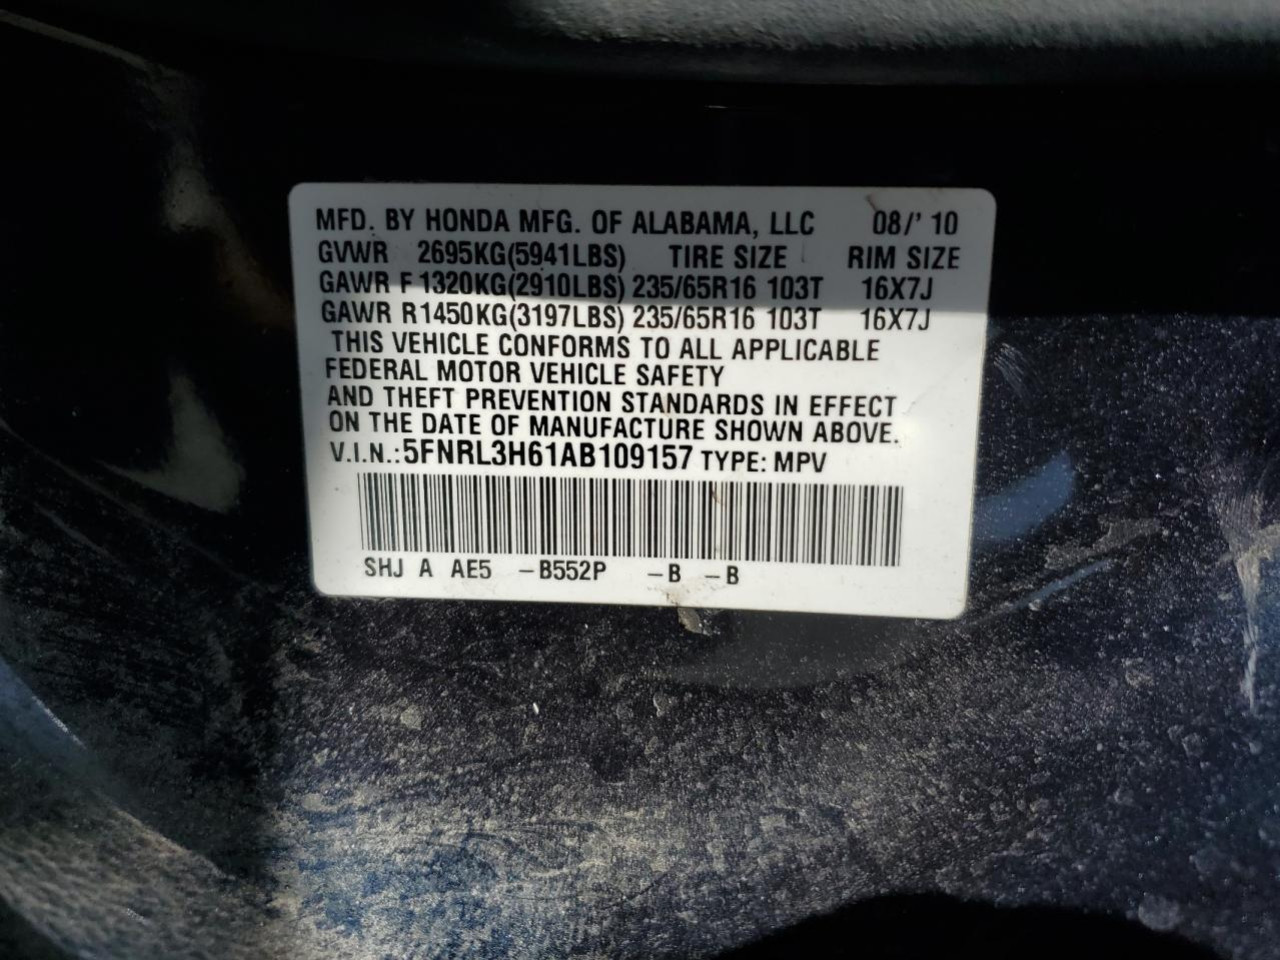 MFD. BY HONDA MFG. OF ALABAMA, LLC 08/' 10
GVWR 2695KG(5941LBS) TIRE SIZE RIM SIZE
GAWR F 1320KG(2910LBS) 235/65R16 103T 16X7J
GAWR R1450KG(3197LBS) 235/65R16 103T 16X7J
THIS VEHICLE CONFORMS TO ALL APPLICABLE
FEDERAL MOTOR VEHICLE SAFETY
AND THEFT PREVENTION STANDARDS IN EFFECT
ON THE DATE OF MANUFACTURE SHOWN ABOVE.
V.I.N.: 5FNRL3H61AB109157 TYPE: MPV
SHJ A AE5 -B552P -B -B